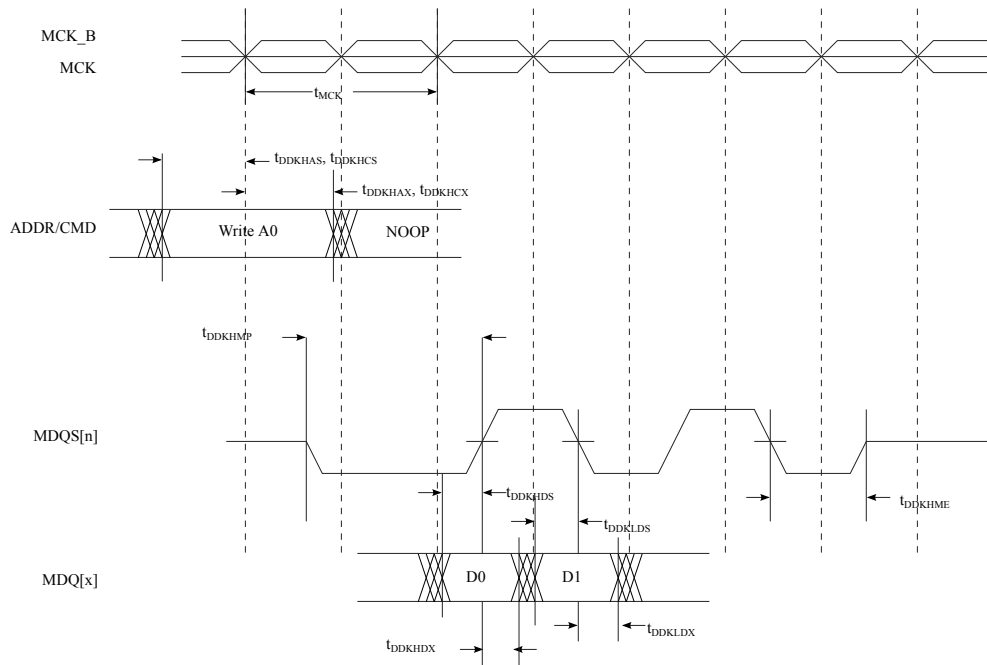 MCK_B
MCK
tMCK
tDDKHAS, tDDKHCS
tDDKHAX, tDDKHCX
ADDR/CMD
Write A0
NOOP
tDDKHMP
MDQS[n]
tDDKHDS
tDDKHME
tDDKLDS
MDQ[x]
D0
D1
tDDKHDX
tDDKLDX